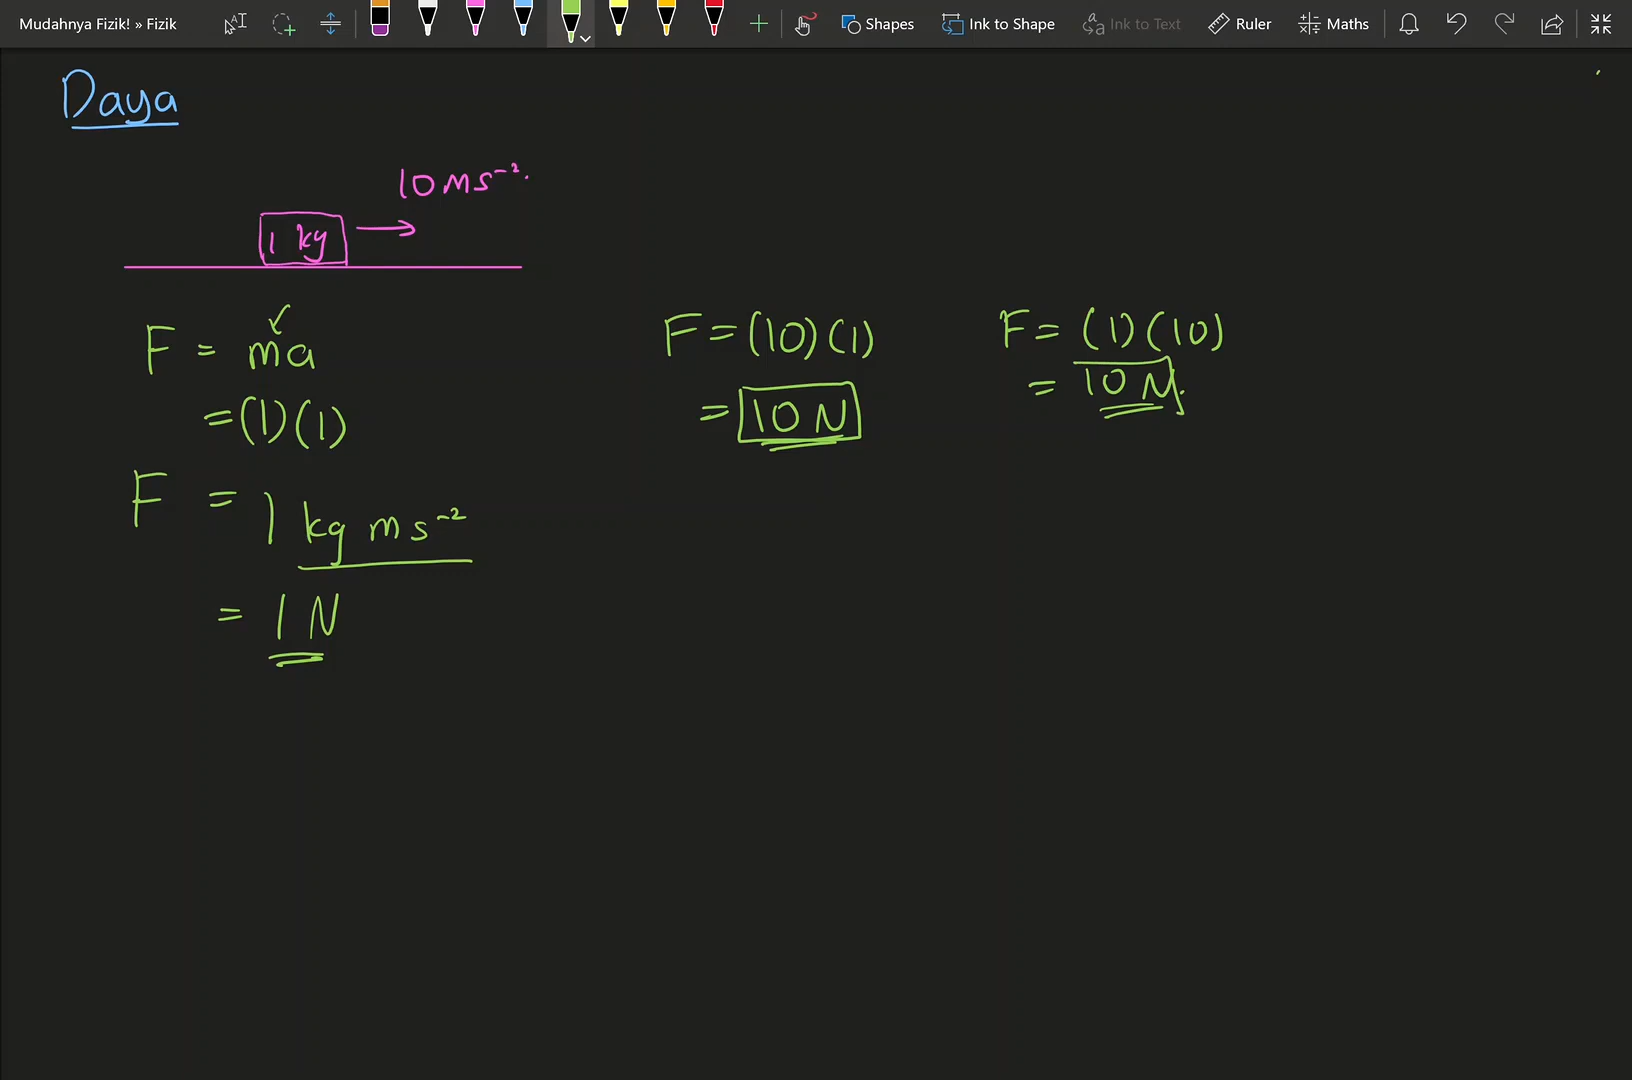 Mudahnya Fizik! » Fizik
Shapes
Ink to Shape
Ink to Text
Ruler
Maths
Daya
10 ms⁻².
1 kg
F = ma
= (1)(1)
F = 1 kg ms⁻²
= 1 N
F = (10)(1)
= 10 N
F = (1)(10)
= 10 N.